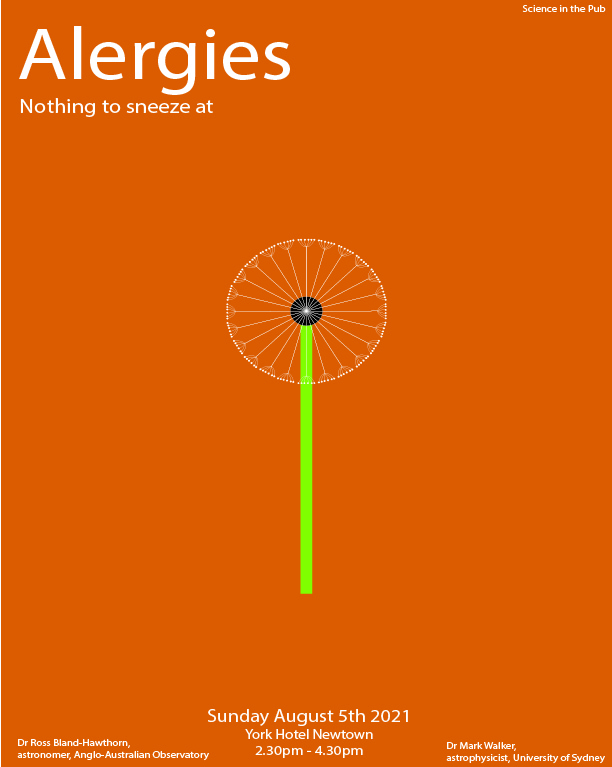 Science in the Pub
Alergies
Nothing to sneeze at
Sunday August 5th 2021
York Hotel Newtown
2.30pm - 4.30pm
Dr Ross Bland-Hawthorn,
astronomer, Anglo-Australian Observatory
Dr Mark Walker,
astrophysicist, University of Sydney